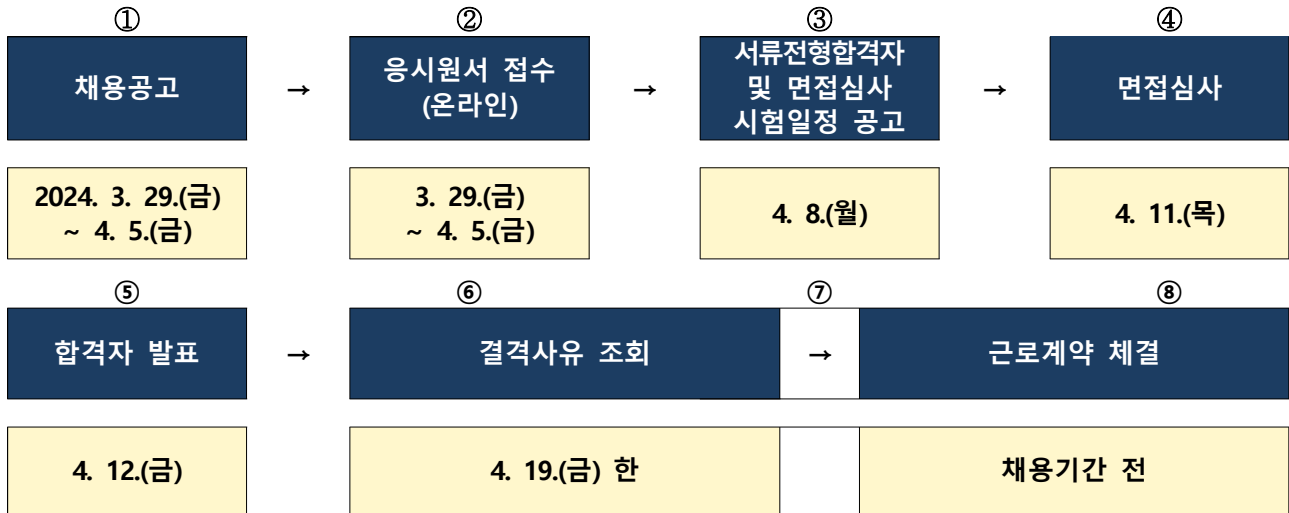 ① ② ③ ④
채용공고 → 응시원서 접수 (온라인) → 서류전형합격자 및 면접심사 시험일정 공고 → 면접심사
2024. 3. 29.(금)
~ 4. 5.(금)
3. 29.(금)
~ 4. 5.(금)
4. 8.(월)
4. 11.(목)
⑤ ⑥ ⑦ ⑧
합격자 발표 → 결격사유 조회 → 근로계약 체결
4. 12.(금)
4. 19.(금) 한
채용기간 전